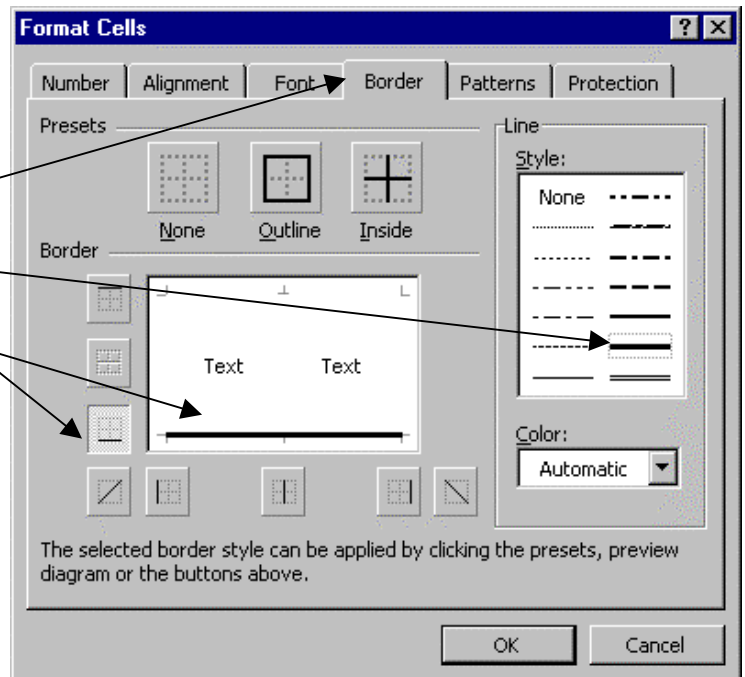 Format Cells
Number Alignment Font Border Patterns Protection
Presets
None Outline Inside
Border
Text Text
Line
Style:
None
Color:
Automatic
The selected border style can be applied by clicking the presets, preview
diagram or the buttons above.
OK Cancel